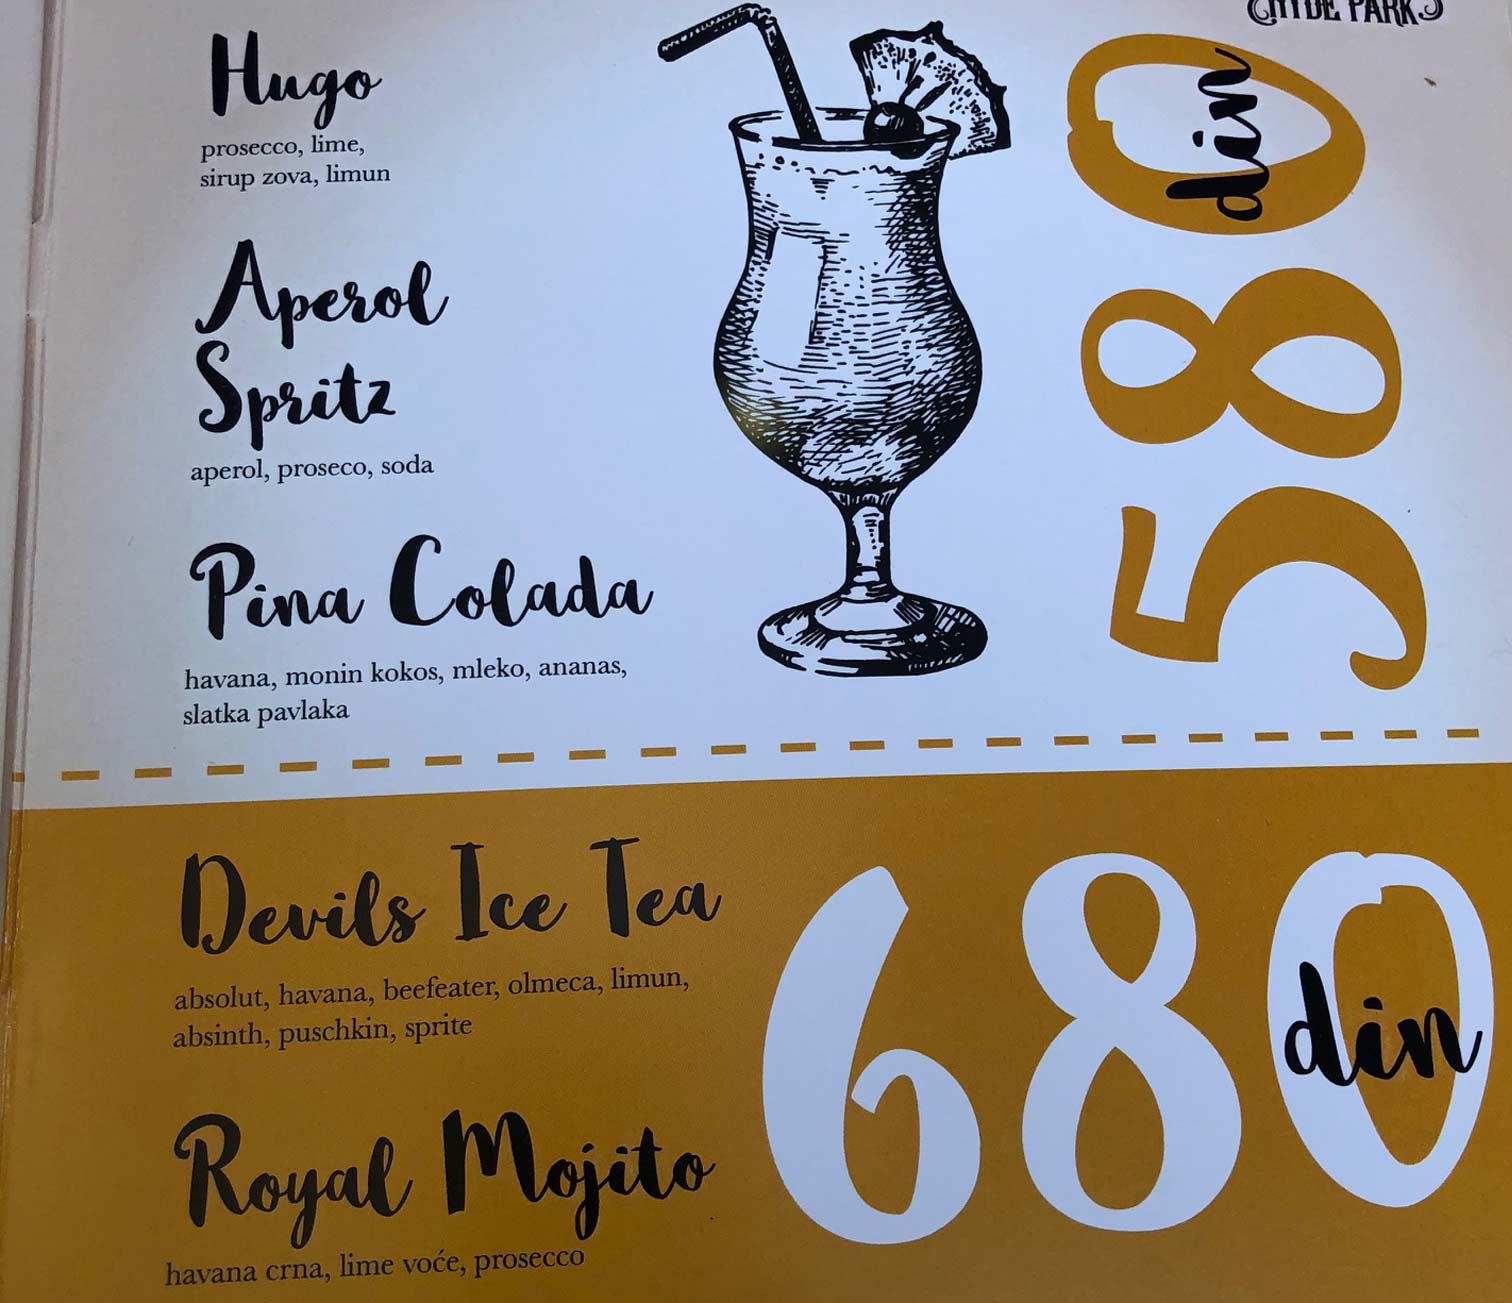 HYDE PARK
Hugo
prosecco, lime,
sirup zova, limun
Aperol
Spritz
aperol, proseco, soda
Pina Colada
havana, monin kokos, mleko, ananas,
slatka pavlaka
580 din
Devils Ice Tea
absolut, havana, beefeater, olmeca, limun,
absinth, puschkin, sprite
Royal Mojito
havana crna, lime voće, prosecco
680 din